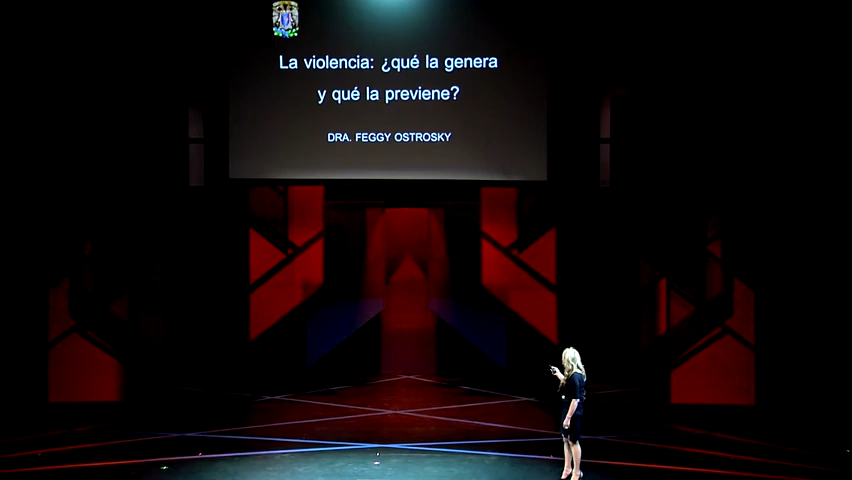 La violencia: ¿qué la genera
y qué la previene?
DRA. FEGGY OSTROSKY